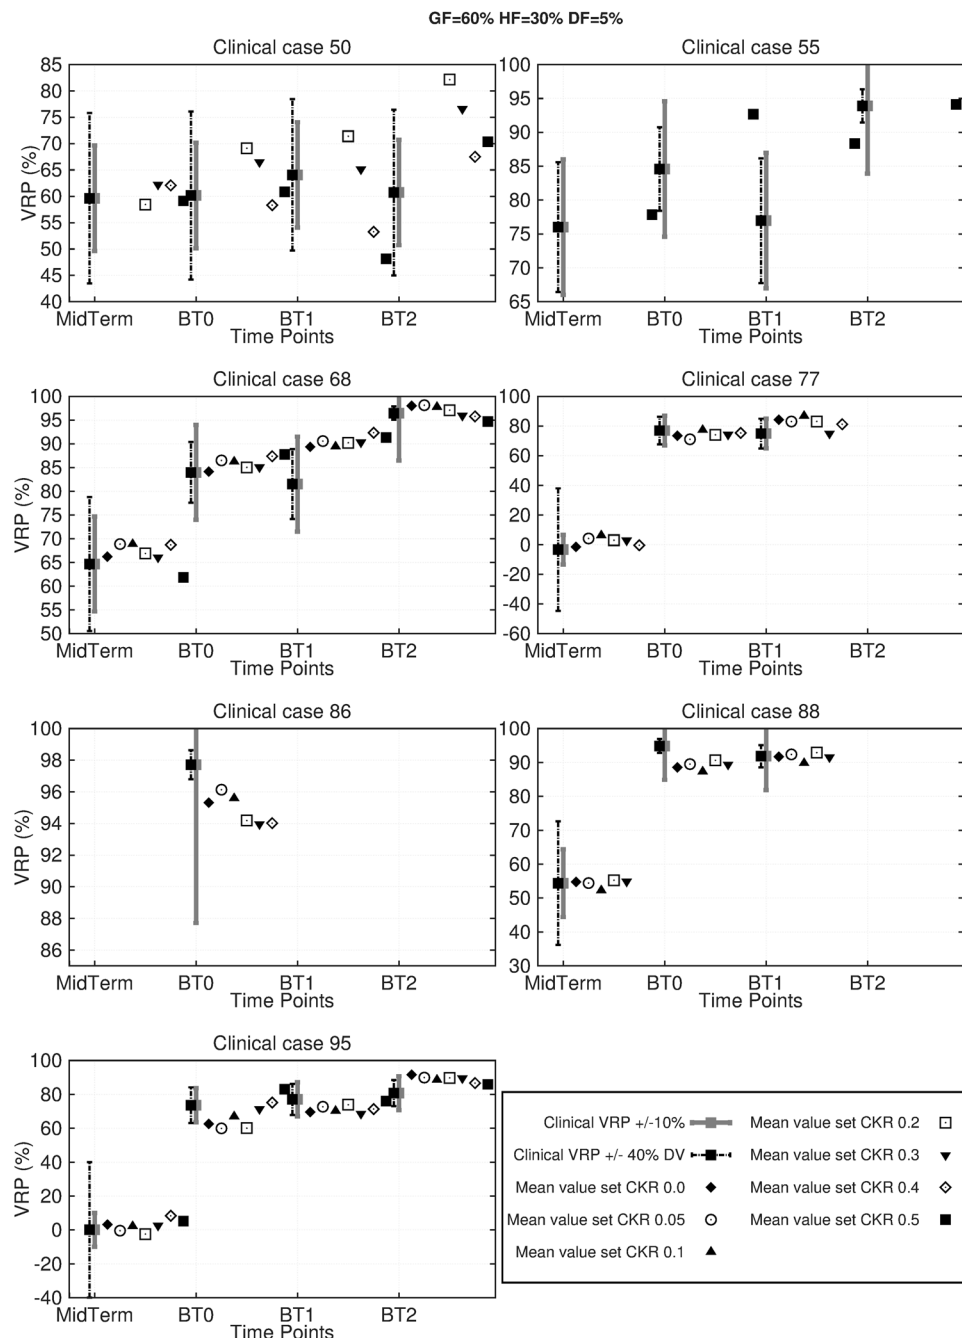 GF=60% HF=30% DF=5%
Clinical case 50
VRP (%)
85
80
75
70
65
60
55
50
45
40
MidTerm BT0 BT1 BT2
Time Points
Clinical case 55
100
95
90
85
80
75
70
65
MidTerm BT0 BT1 BT2
Time Points
Clinical case 68
VRP (%)
100
95
90
85
80
75
70
65
60
55
50
MidTerm BT0 BT1 BT2
Time Points
Clinical case 77
100
80
60
40
20
0
-20
-40
-60
MidTerm BT0 BT1 BT2
Time Points
Clinical case 86
VRP (%)
100
98
96
94
92
90
88
86
MidTerm BT0 BT1 BT2
Time Points
Clinical case 88
100
90
80
70
60
50
40
30
MidTerm BT0 BT1 BT2
Time Points
Clinical case 95
VRP (%)
100
80
60
40
20
0
-20
-40
MidTerm BT0 BT1 BT2
Time Points
Clinical VRP +/-10%
Clinical VRP +/- 40% DV
Mean value set CKR 0.0
Mean value set CKR 0.05
Mean value set CKR 0.1
Mean value set CKR 0.2
Mean value set CKR 0.3
Mean value set CKR 0.4
Mean value set CKR 0.5